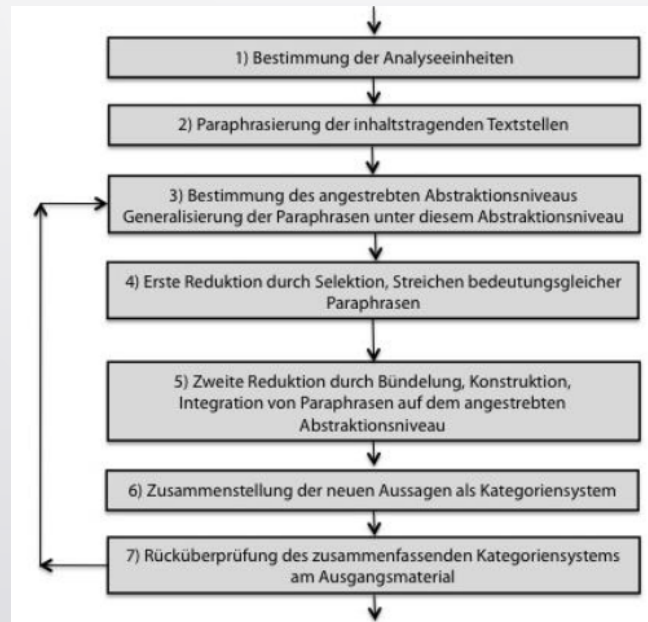 1) Bestimmung der Analyseeinheiten
2) Paraphrasierung der inhaltstragenden Textstellen
3) Bestimmung des angestrebten Abstraktionsniveaus
Generalisierung der Paraphrasen unter diesem Abstraktionsniveau
4) Erste Reduktion durch Selektion, Streichen bedeutungsgleicher
Paraphrasen
5) Zweite Reduktion durch Bündelung, Konstruktion,
Integration von Paraphrasen auf dem angestrebten
Abstraktionsniveau
6) Zusammenstellung der neuen Aussagen als Kategoriensystem
7) Rücküberprüfung des zusammenfassenden Kategoriensystems
am Ausgangsmaterial